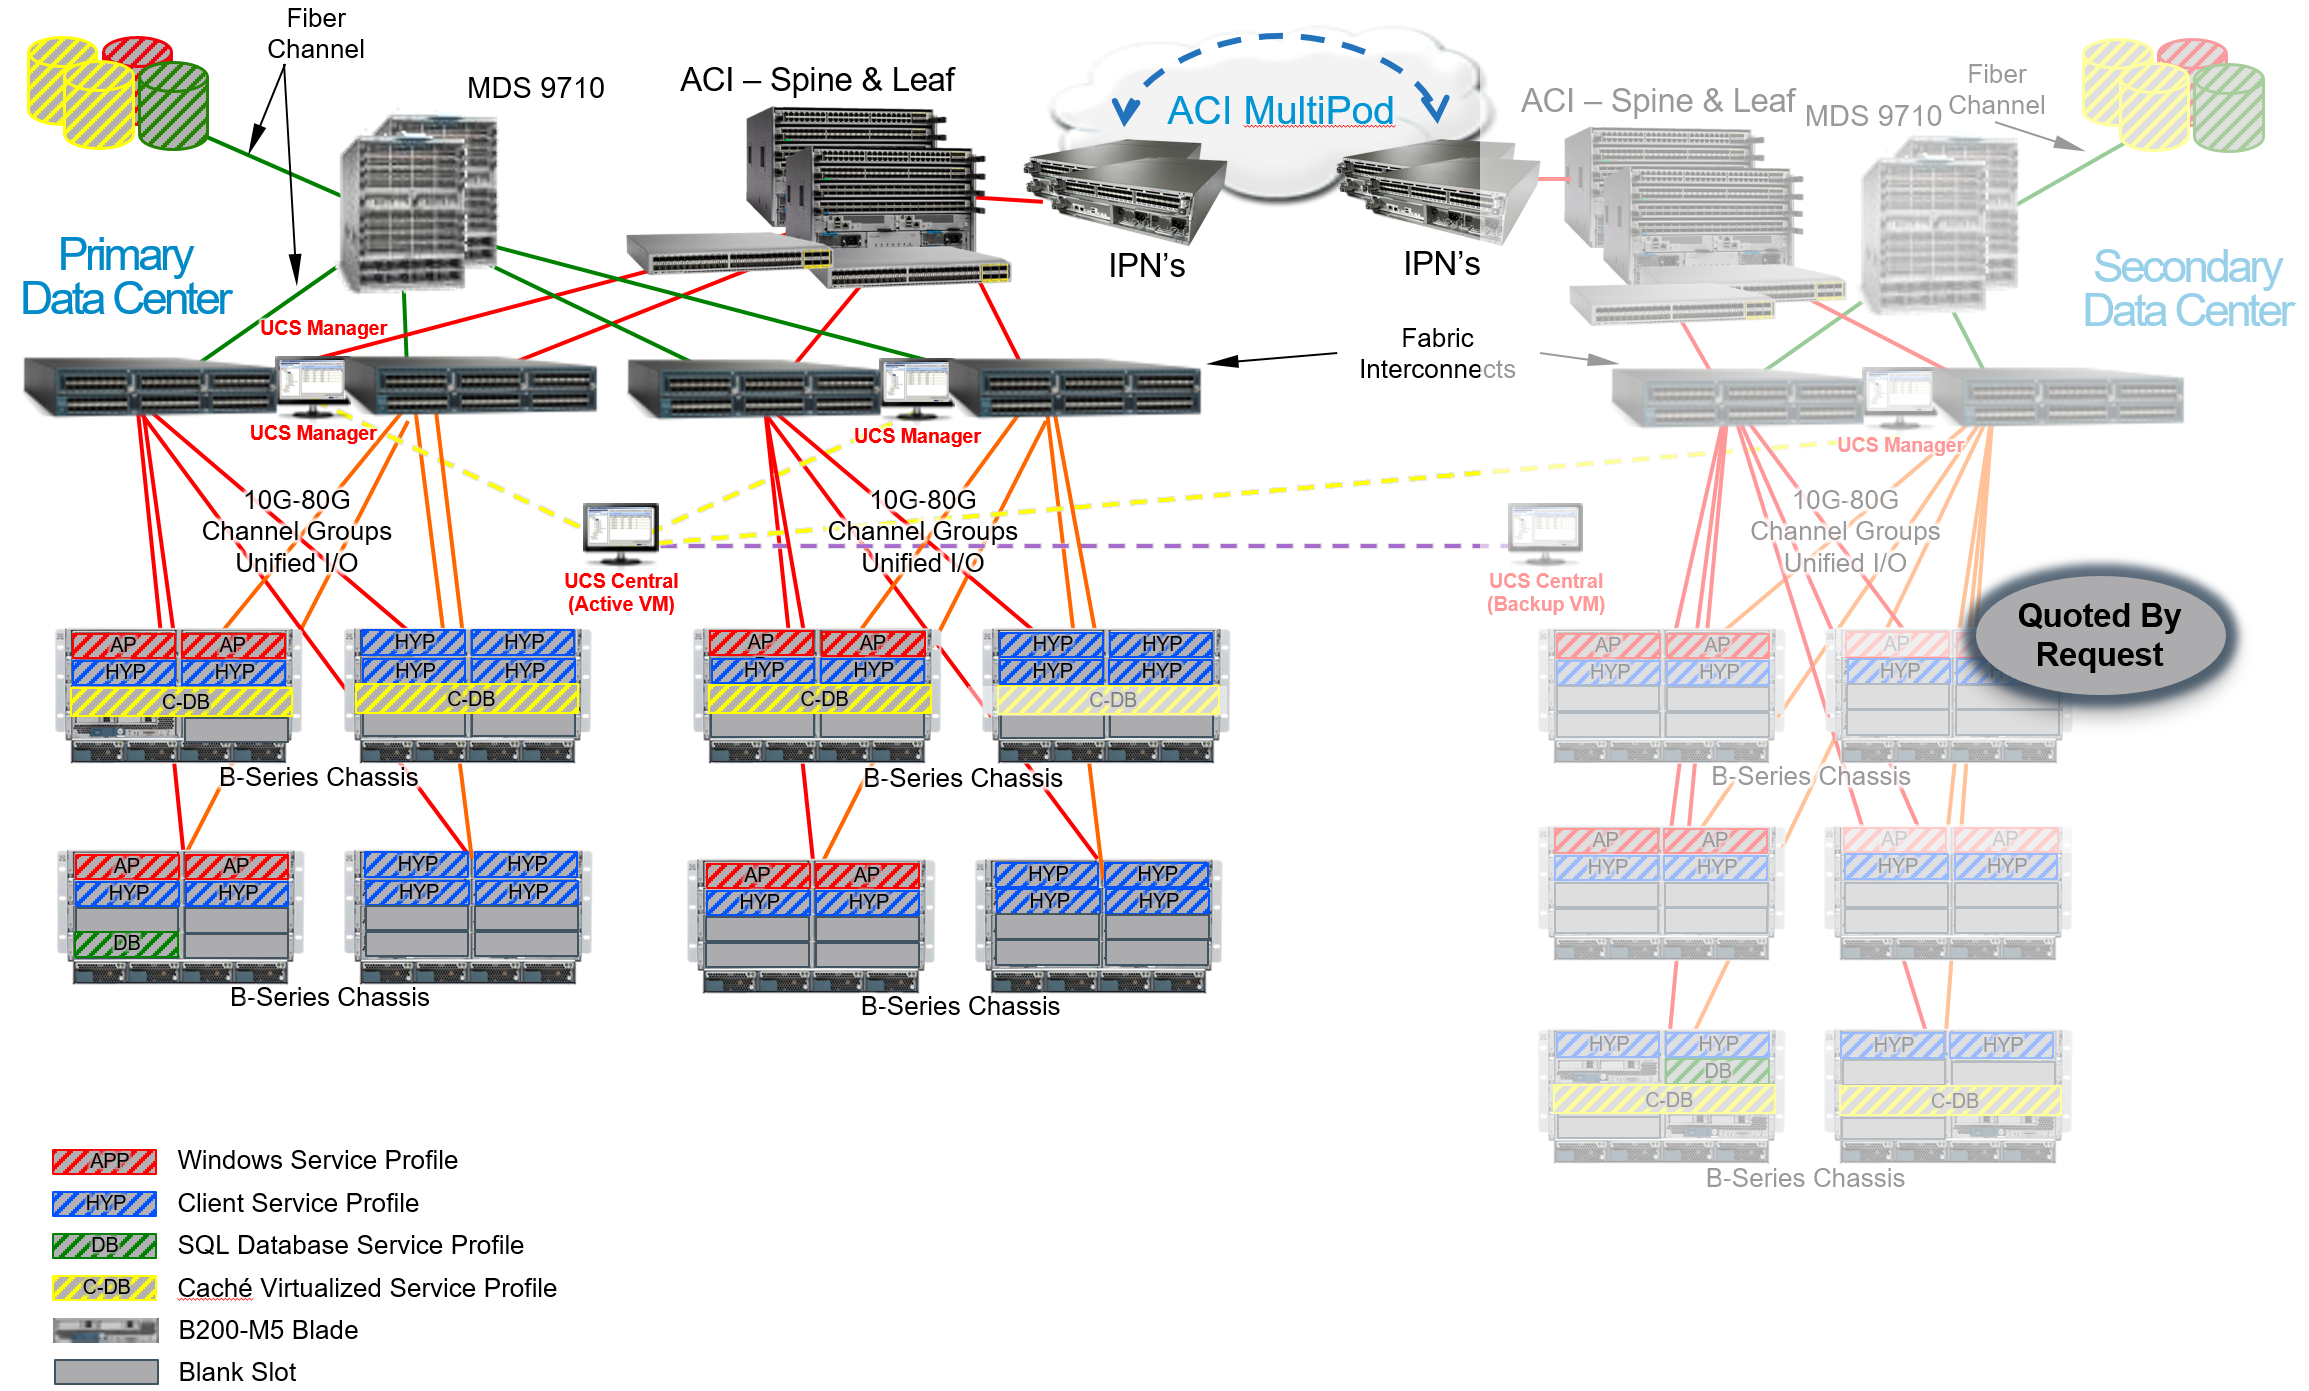 Fiber
Channel
MDS 9710
ACI – Spine & Leaf
ACI MultiPod
ACI – Spine & Leaf
MDS 9710
Fiber
Channel
IPN’s
IPN’s
Primary
Data Center
Secondary
Data Center
UCS Manager
Fabric
Interconnects
UCS Manager
UCS Manager
UCS Manager
10G-80G
Channel Groups
Unified I/O
10G-80G
Channel Groups
Unified I/O
10G-80G
Channel Groups
Unified I/O
UCS Central
(Active VM)
UCS Central
(Backup VM)
Quoted By
Request
AP AP
HYP HYP
C-DB
HYP HYP
HYP HYP
C-DB
B-Series Chassis
AP AP
HYP HYP
C-DB
HYP HYP
HYP HYP
C-DB
B-Series Chassis
AP AP
HYP HYP
AP
HYP
B-Series Chassis
AP AP
HYP HYP
DB
HYP HYP
HYP HYP
B-Series Chassis
AP AP
HYP HYP
HYP HYP
HYP HYP
B-Series Chassis
AP AP
HYP HYP
AP AP
HYP HYP
HYP HYP
DB
C-DB
HYP HYP
C-DB
B-Series Chassis
APP Windows Service Profile
HYP Client Service Profile
DB SQL Database Service Profile
C-DB Caché Virtualized Service Profile
B200-M5 Blade
Blank Slot